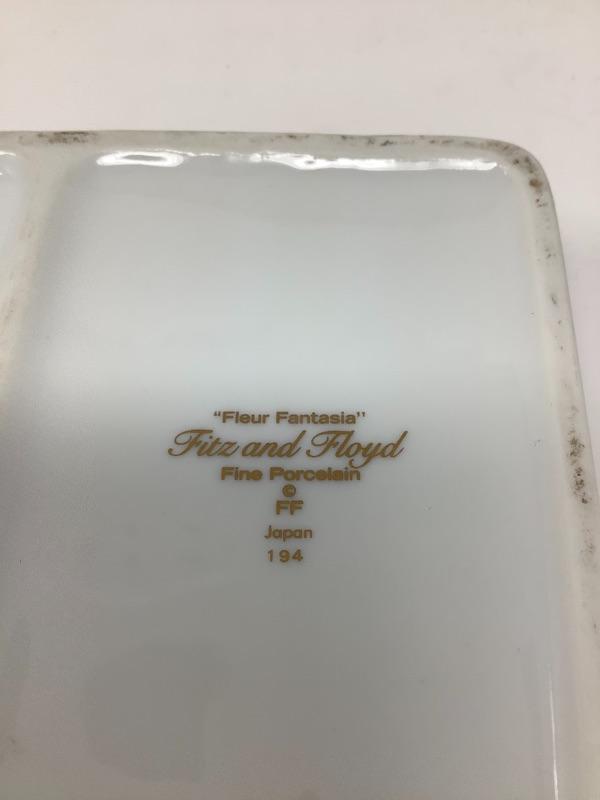 "Fleur Fantasia"
Fitz and Floyd
Fine Porcelain
©
FF
Japan
194